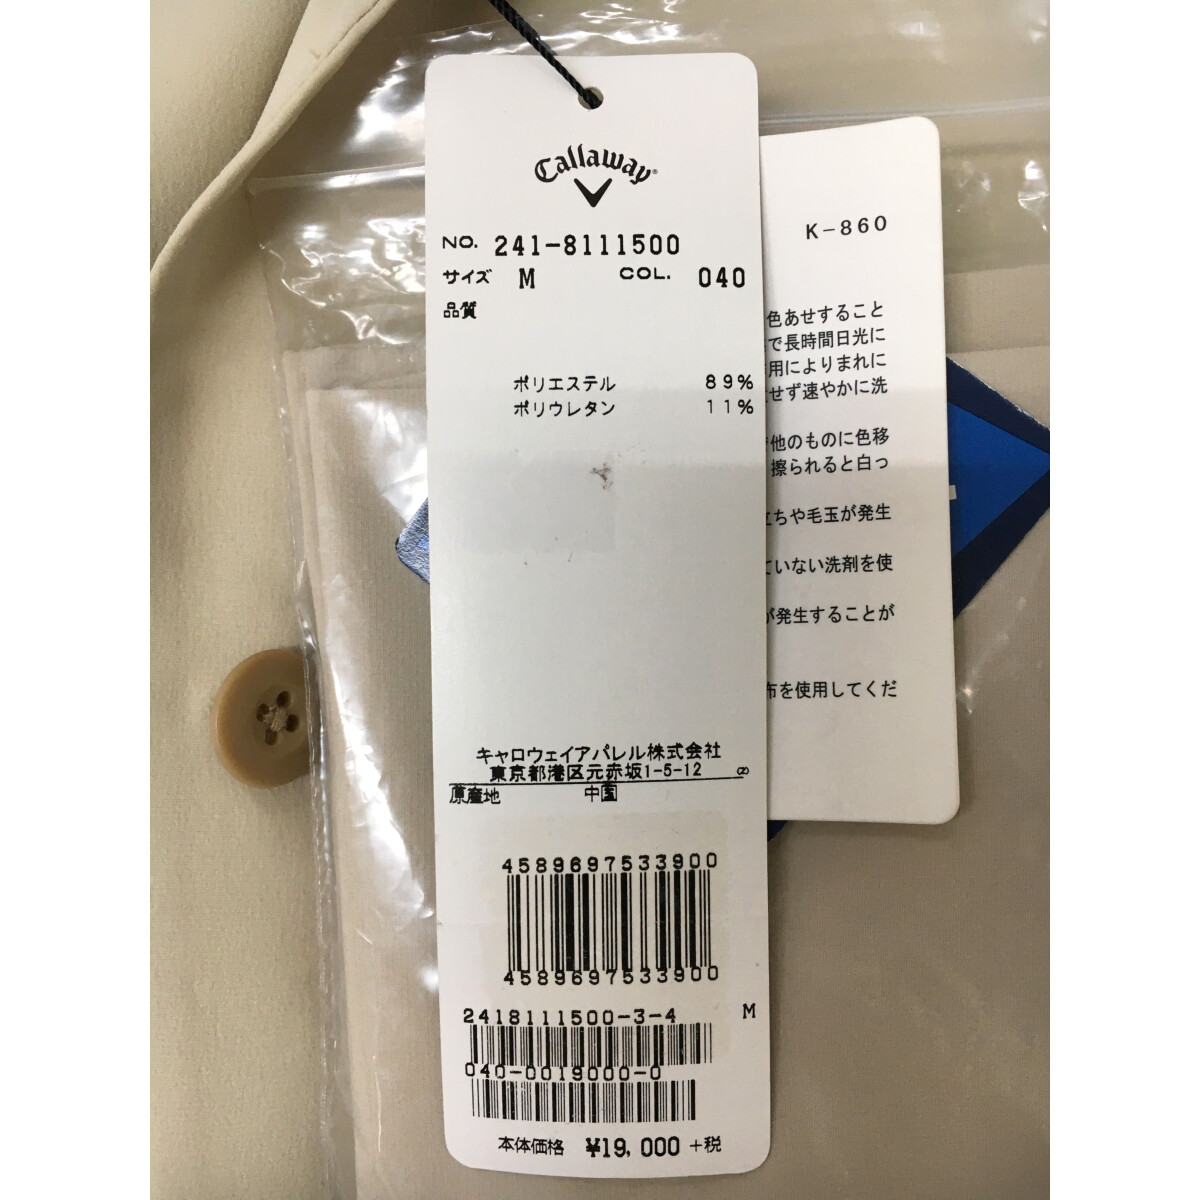 Callaway
NO. 241-8111500
サイズ M COL. 040
品質
ポリエステル 89%
ポリウレタン 11%
キャロウェイアパレル株式会社
東京都港区元赤坂1-5-12
原産地 中国
4589697533900
4589697533900
2418111500-3-4 M
040-0019000-0
本体価格 ¥19,000 +税
K-860
色あせすること
で長時間日光に
用によりまれに
せず速やかに洗
他のものに色移
擦られると白っ
ちや毛玉が発生
ていない洗剤を使
が発生することが
布を使用してくだ